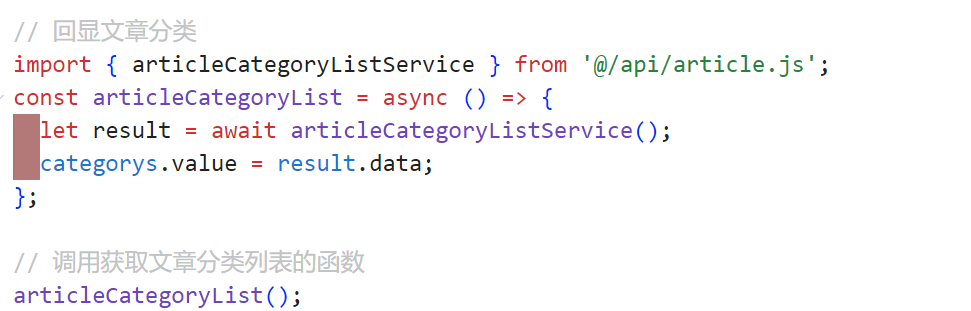 // 回显文章分类
import { articleCategoryListService } from '@/api/article.js';
const articleCategoryList = async () => {
let result = await articleCategoryListService();
categorys.value = result.data;
};
// 调用获取文章分类列表的函数
articleCategoryList();